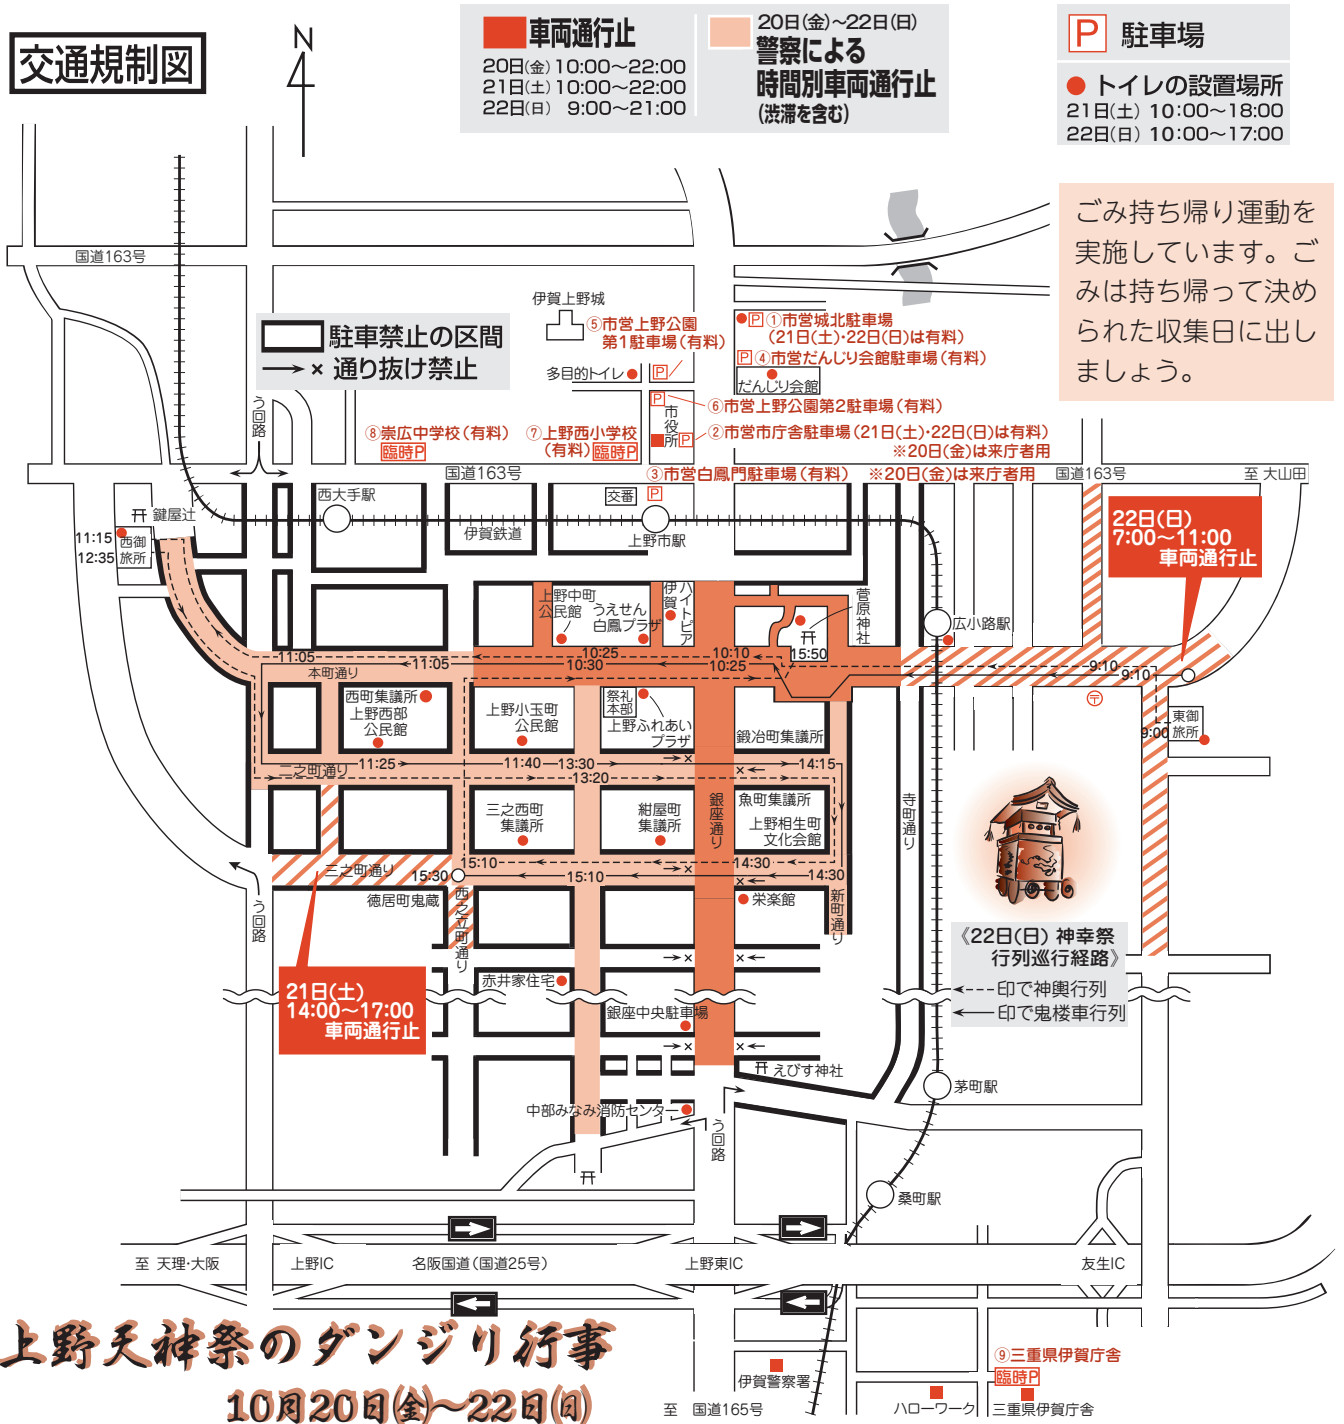 交通規制図
N
車両通行止
20日(金)10:00〜22:00
21日(土)10:00〜22:00
22日(日) 9:00〜21:00
20日(金)〜22日(日)
警察による
時間別車両通行止
(渋滞を含む)
P 駐車場
トイレの設置場所
21日(土)10:00〜18:00
22日(日)10:00〜17:00
ごみ持ち帰り運動を
実施しています。ご
みは持ち帰って決め
られた収集日に出し
ましょう。
国道163号
駐車禁止の区間
→× 通り抜け禁止
伊賀上野城
⑤市営上野公園
第1駐車場(有料)
P
多目的トイレ
P①市営城北駐車場
(21日(土)・22日(日)は有料)
P④市営だんじり会館駐車場(有料)
だんじり会館
P
⑥市営上野公園第2駐車場(有料)
市役所
P
②市営市庁舎駐車場(21日(土)・22日(日)は有料)
※20日(金)は来庁者用
⑧崇広中学校(有料)
臨時P
⑦上野西小学校
(有料)臨時P
う回路
国道163号
③市営白鳳門駐車場(有料) ※20日(金)は来庁者用
国道163号
至 大山田
西大手駅
交番
P
鍵屋辻
伊賀鉄道
上野市駅
11:15
12:35
西御
旅所
22日(日)
7:00〜11:00
車両通行止
上野中町
公民館
うえせん
白鳳プラザ
ハイトピア
伊賀
菅原神社
15:50
広小路駅
11:05
11:05
10:25
10:30
10:10
10:25
9:10
9:10
本町通り
西町集議所
上野西部
公民館
上野小玉町
公民館
祭礼
本部
上野ふれあい
プラザ
鍛冶町集議所
〒
東御
旅所
9:00
二之町通り
11:25
11:40
13:30
13:20
14:15
三之西町
集議所
紺屋町
集議所
銀座通り
魚町集議所
上野相生町
文化会館
寺町通り
三之町通り
15:30
15:10
15:10
14:30
14:30
徳居町鬼蔵
西之立町通り
栄楽館
新町通り
う回路
21日(土)
14:00〜17:00
車両通行止
赤井家住宅
銀座中央駐車場
《22日(日)神幸祭
行列巡行経路》
印で神輿行列
印で鬼楼車行列
えびす神社
茅町駅
中部みなみ消防センター
う回路
桑町駅
至 天理・大阪
上野IC
名阪国道(国道25号)
上野東IC
友生IC
上野天神祭のダンジリ行事
10月20日(金)〜22日(日)
伊賀警察署
至 国道165号
⑨三重県伊賀庁舎
臨時P
ハローワーク
三重県伊賀庁舎